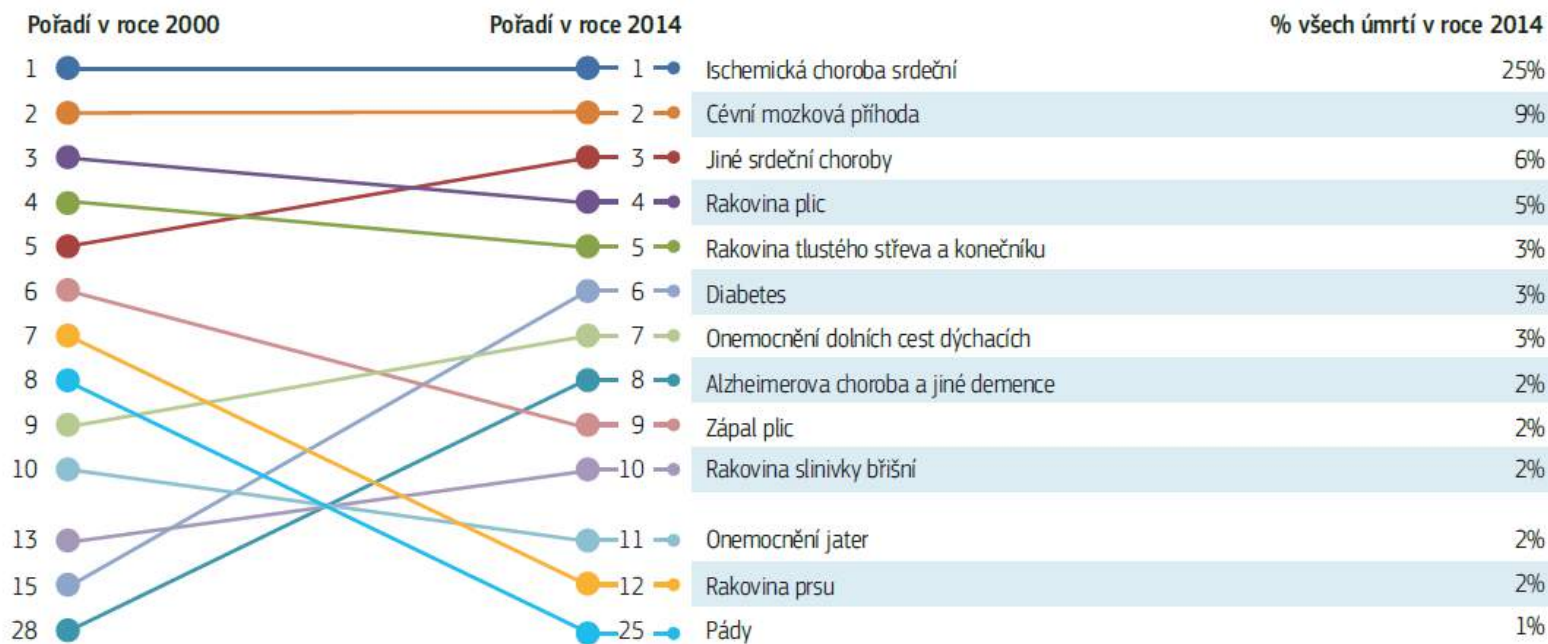 Pořadí v roce 2000 Pořadí v roce 2014 % všech úmrtí v roce 2014
1 1 Ischemická choroba srdeční 25%
2 2 Cévní mozková příhoda 9%
3 3 Jiné srdeční choroby 6%
4 4 Rakovina plic 5%
5 5 Rakovina tlustého střeva a konečníku 3%
6 6 Diabetes 3%
7 7 Onemocnění dolních cest dýchacích 3%
8 8 Alzheimerova choroba a jiné demence 2%
9 9 Zápal plic 2%
10 10 Rakovina slinivky břišní 2%
13 11 Onemocnění jater 2%
15 12 Rakovina prsu 2%
28 25 Pády 1%